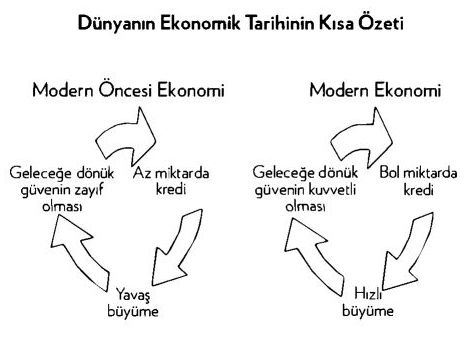 Dünyanın Ekonomik Tarihinin Kısa Özeti
Modern Öncesi Ekonomi
Geleceğe dönük
güvenin zayıf
olması
Az miktarda
kredi
Yavaş
büyüme
Modern Ekonomi
Geleceğe dönük
güvenin kuvvetli
olması
Bol miktarda
kredi
Hızlı
büyüme